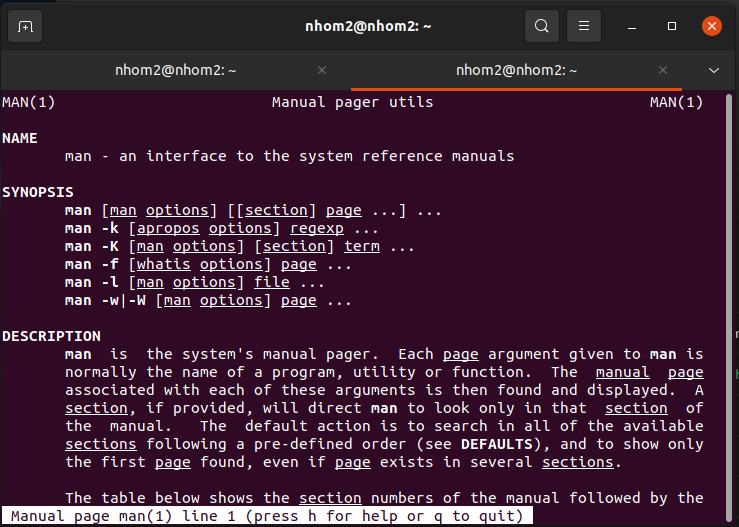 nhom2@nhom2: ~
nhom2@nhom2: ~ nhom2@nhom2: ~
MAN(1) Manual pager utils MAN(1)
NAME
man - an interface to the system reference manuals
SYNOPSIS
man [man options] [[section] page ...] ...
man -k [apropos options] regexp ...
man -K [man options] [section] term ...
man -f [whatis options] page ...
man -l [man options] file ...
man -w|-W [man options] page ...
DESCRIPTION
man is the system's manual pager. Each page argument given to man is
normally the name of a program, utility or function. The manual page
associated with each of these arguments is then found and displayed. A
section, if provided, will direct man to look only in that section of
the manual. The default action is to search in all of the available
sections following a pre-defined order (see DEFAULTS), and to show only
the first page found, even if page exists in several sections.
The table below shows the section numbers of the manual followed by the
Manual page man(1) line 1 (press h for help or q to quit)